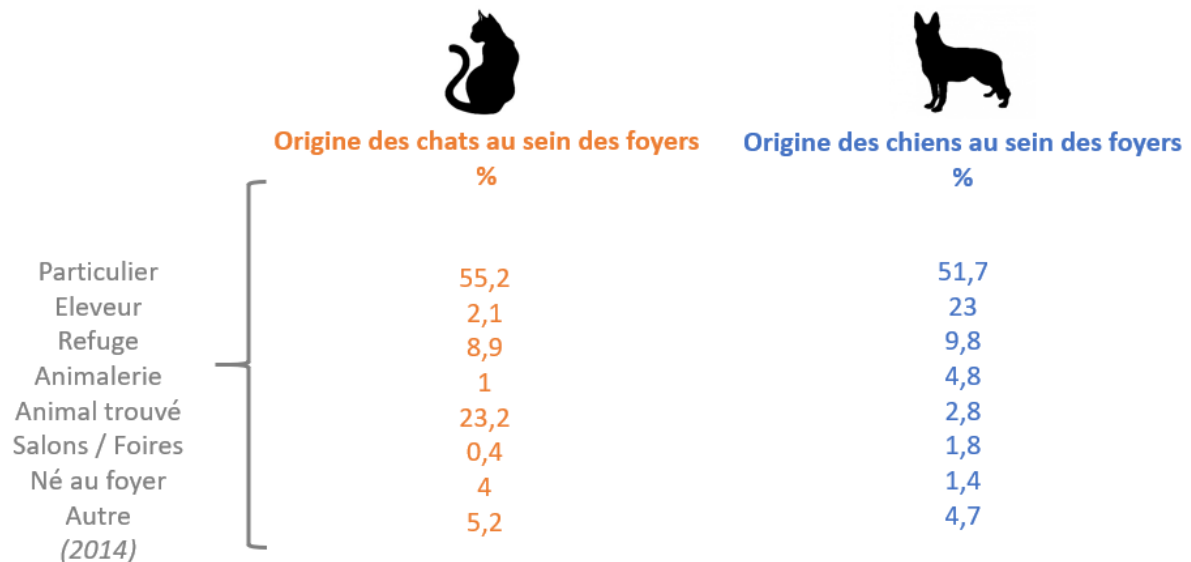 Origine des chats au sein des foyers
%
Origine des chiens au sein des foyers
%
Particulier 55,2 51,7
Eleveur 2,1 23
Refuge 8,9 9,8
Animalerie 1 4,8
Animal trouvé 23,2 2,8
Salons / Foires 0,4 1,8
Né au foyer 4 1,4
Autre 5,2 4,7
(2014)